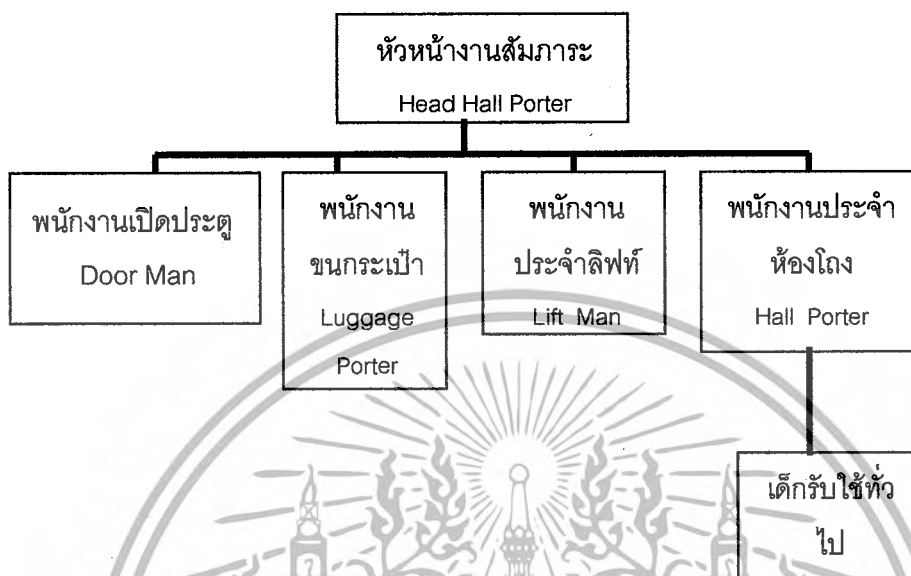 หัวหน้างานสัมภาระ
Head Hall Porter
พนักงานเปิดประตู
Door Man
พนักงาน
ขนกระเป๋า
Luggage
Porter
พนักงาน
ประจำลิฟท์
Lift Man
พนักงานประจำ
ห้องโถง
Hall Porter
เด็กรับใช้ทั่ว
ไป